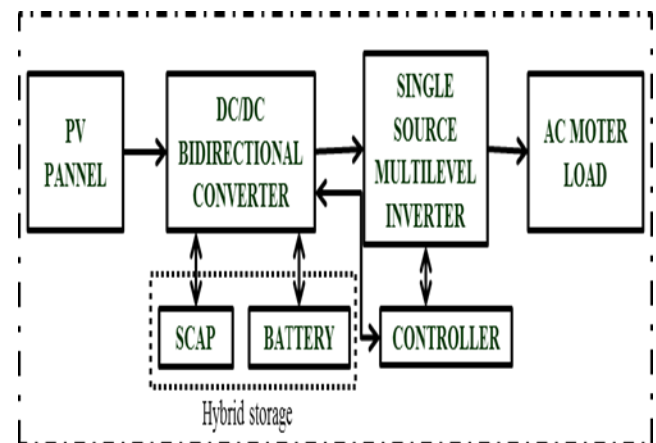 PV
PANNEL
DC/DC
BIDIRECTIONAL
CONVERTER
SINGLE
SOURCE
MULTILEVEL
INVERTER
AC MOTER
LOAD
SCAP
BATTERY
CONTROLLER
Hybrid storage